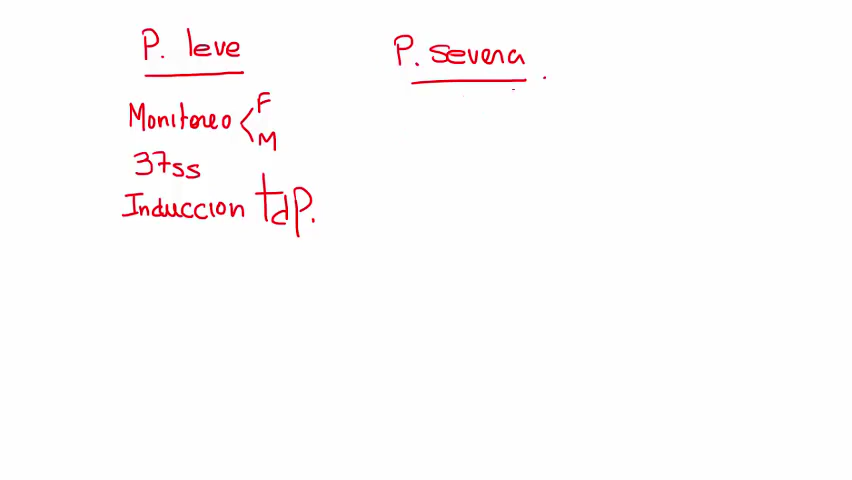 P. leve
P. severa
Monitoreo < F
M
37ss
Induccion tdp.